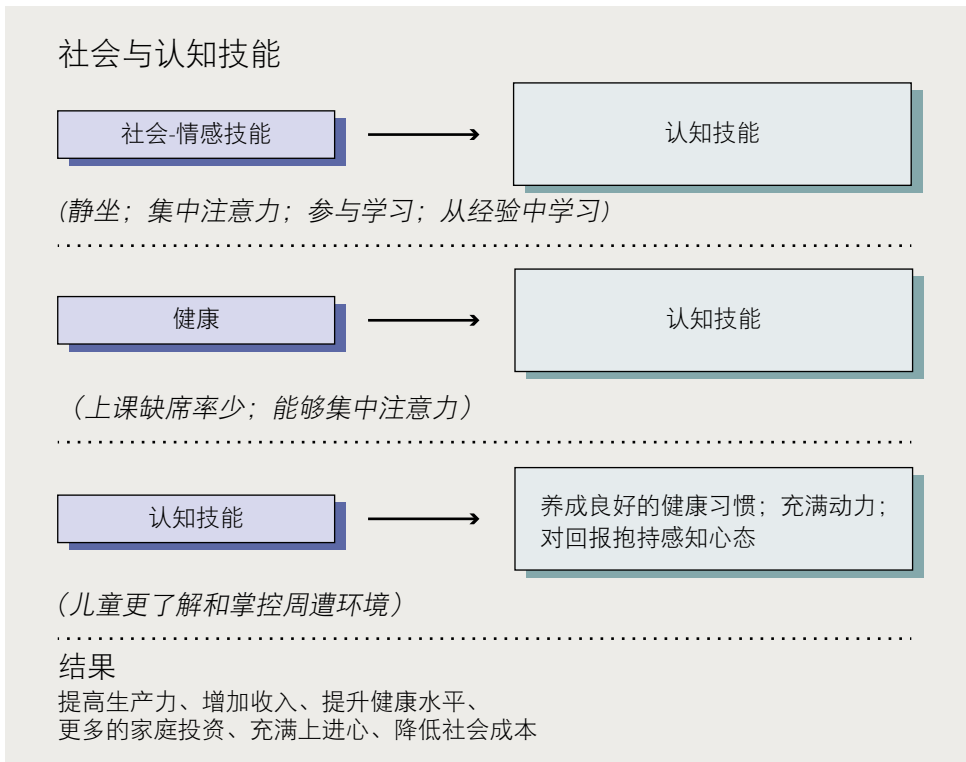 社会与认知技能
社会-情感技能
认知技能
(静�；集中注意力；参与学习；从经验中学习)
健康
认知技能
（上课缺席率少；能够集中注意力）
认知技能
养成良好的健康习惯；充满动力；
对回报抱持感知心态
（儿童更了解和掌控周遭环境）
结果
提高生产力、增加收入、提升健康水平、
更多的家庭投资、充满上进心、降低社会成本